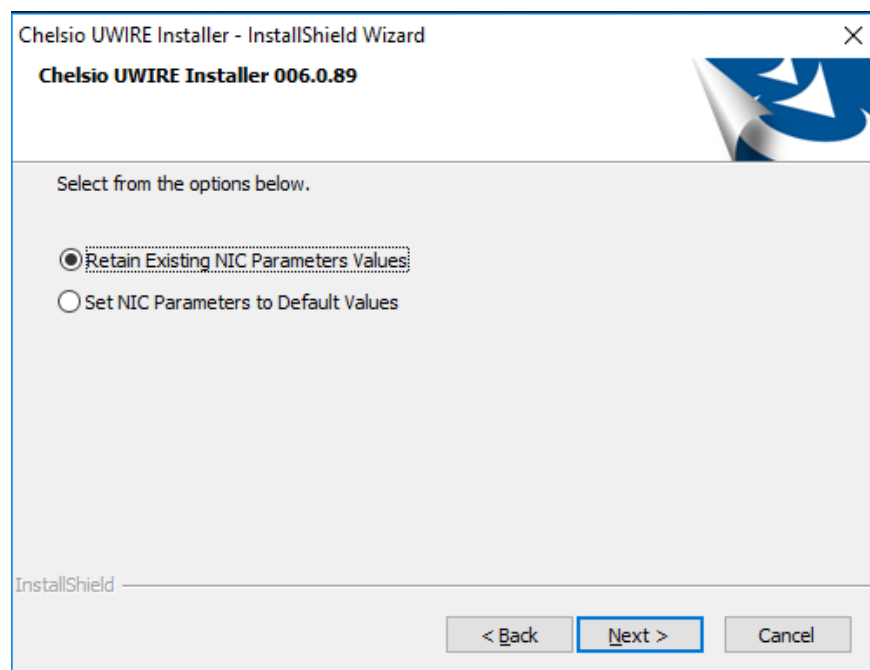 Chelsio UWIRE Installer - InstallShield Wizard
Chelsio UWIRE Installer 006.0.89
Select from the options below.
Retain Existing NIC Parameters Values
Set NIC Parameters to Default Values
InstallShield
< Back Next > Cancel